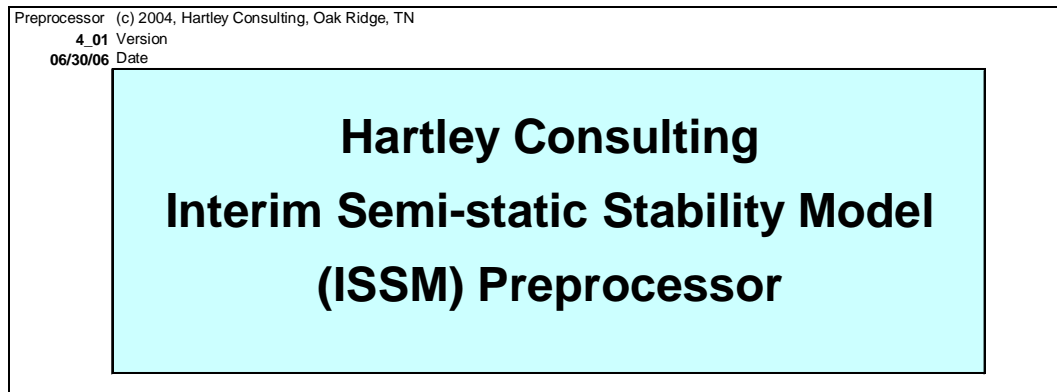 Preprocessor (c) 2004, Hartley Consulting, Oak Ridge, TN
4_01 Version
06/30/06 Date
Hartley Consulting
Interim Semi-static Stability Model
(ISSM) Preprocessor